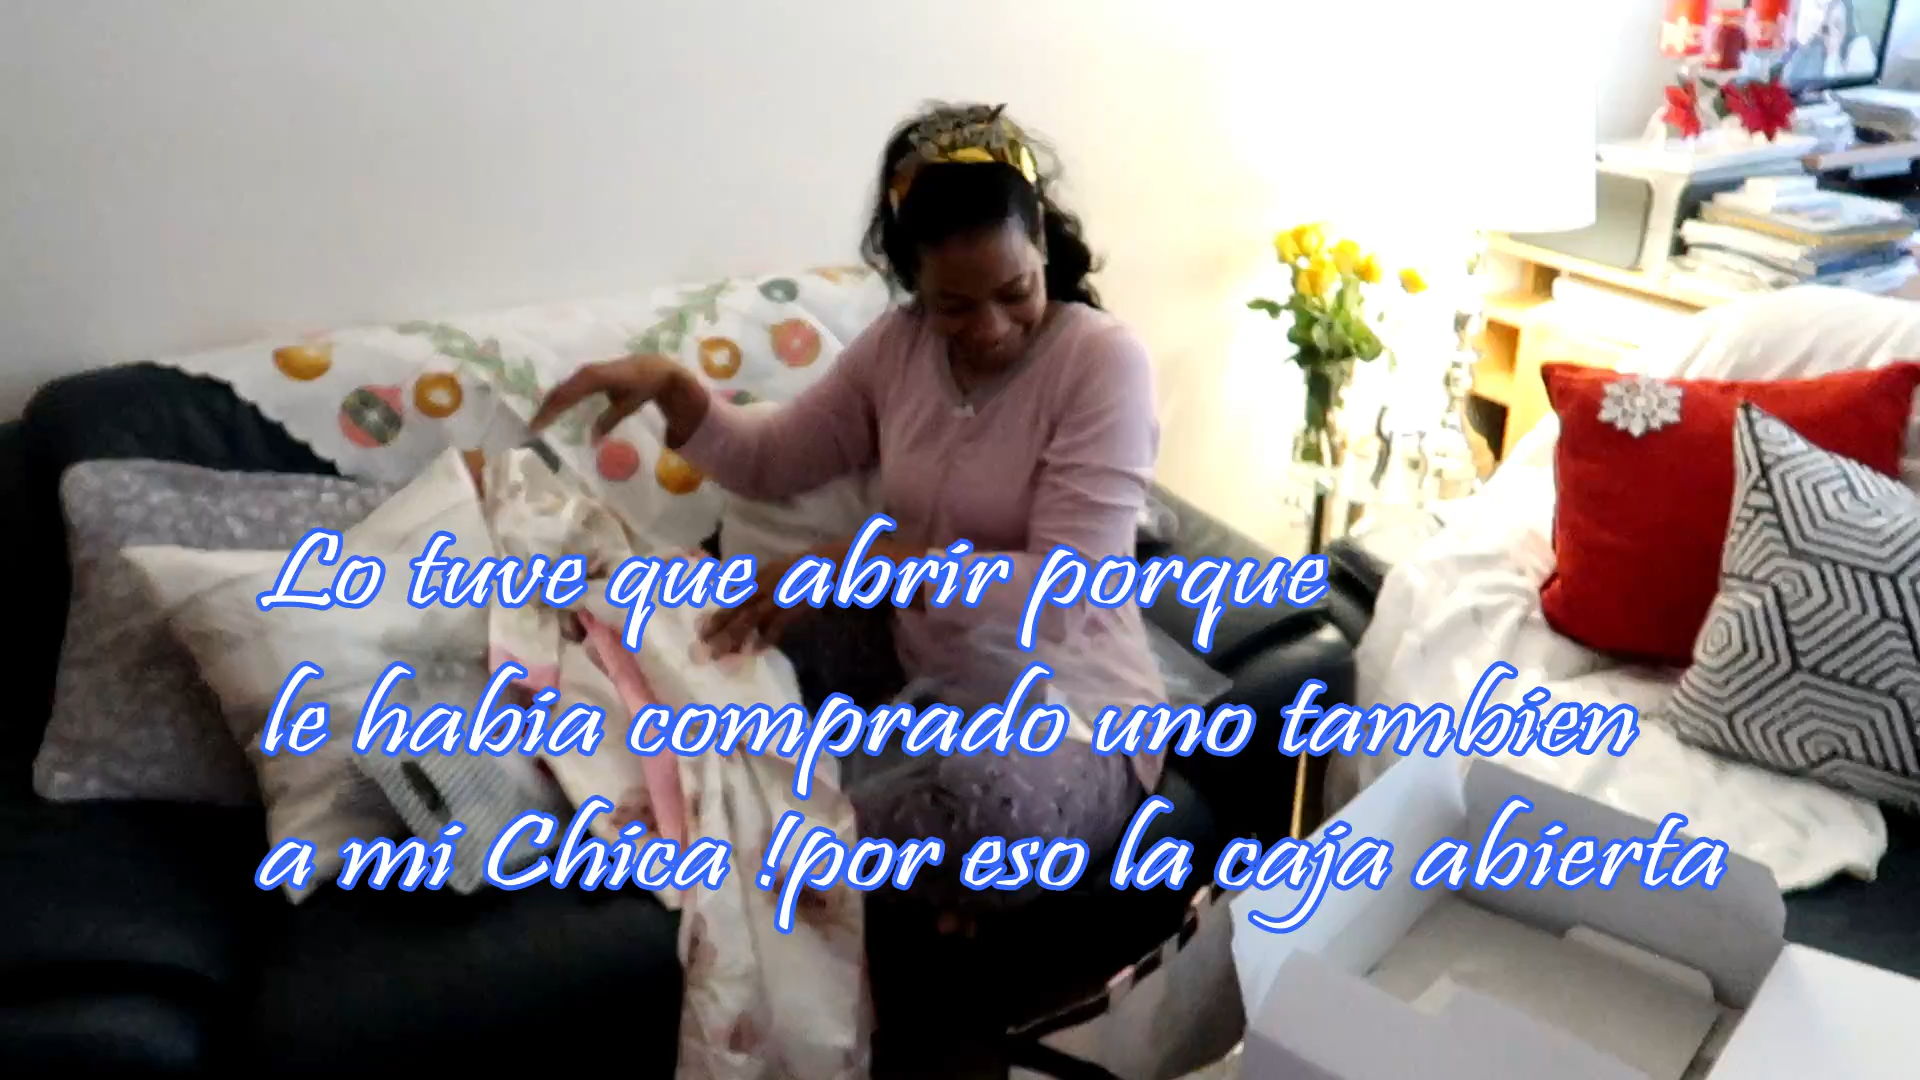 Lo tuve que abrir porque
le había comprado uno tambien
a mi Chica !por eso la caja abierta